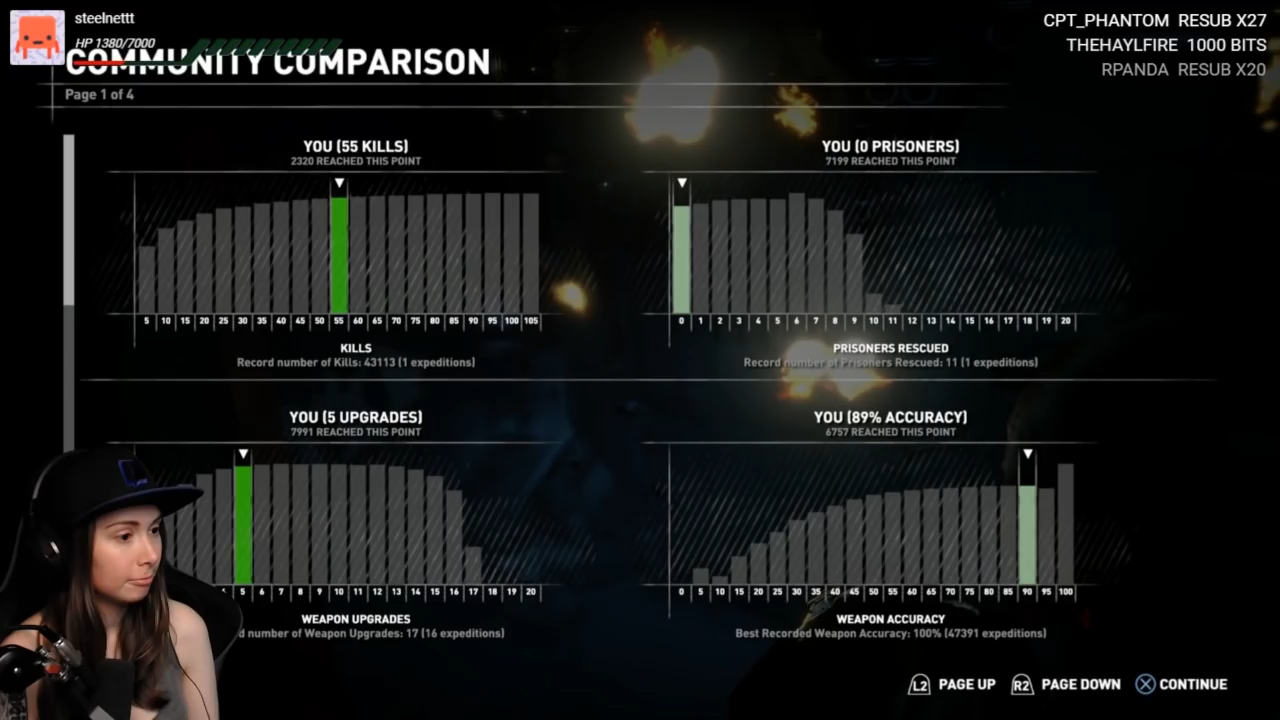 steelnettt
HP 1380/7000
COMMUNITY COMPARISON
Page 1 of 4
CPT_PHANTOM RESUB X27
THEHAYLFIRE 1000 BITS
RPANDA RESUB X20
YOU (55 KILLS)
2320 REACHED THIS POINT
5 10 15 20 25 30 35 40 45 50 55 60 65 70 75 80 85 90 95 100 105
KILLS
Record number of Kills: 43113 (1 expeditions)
YOU (0 PRISONERS)
7199 REACHED THIS POINT
0 1 2 3 4 5 6 7 8 9 10 11 12 13 14 15 16 17 18 19 20
PRISONERS RESCUED
Record number of Prisoners Rescued: 11 (1 expeditions)
YOU (5 UPGRADES)
7991 REACHED THIS POINT
5 6 7 8 9 10 11 12 13 14 15 16 17 18 19 20
WEAPON UPGRADES
d number of Weapon Upgrades: 17 (16 expeditions)
YOU (89% ACCURACY)
6757 REACHED THIS POINT
0 5 10 15 20 25 30 35 40 45 50 55 60 65 70 75 80 85 90 95 100
WEAPON ACCURACY
Best Recorded Weapon Accuracy: 100% (47391 expeditions)
L2 PAGE UP R2 PAGE DOWN CONTINUE